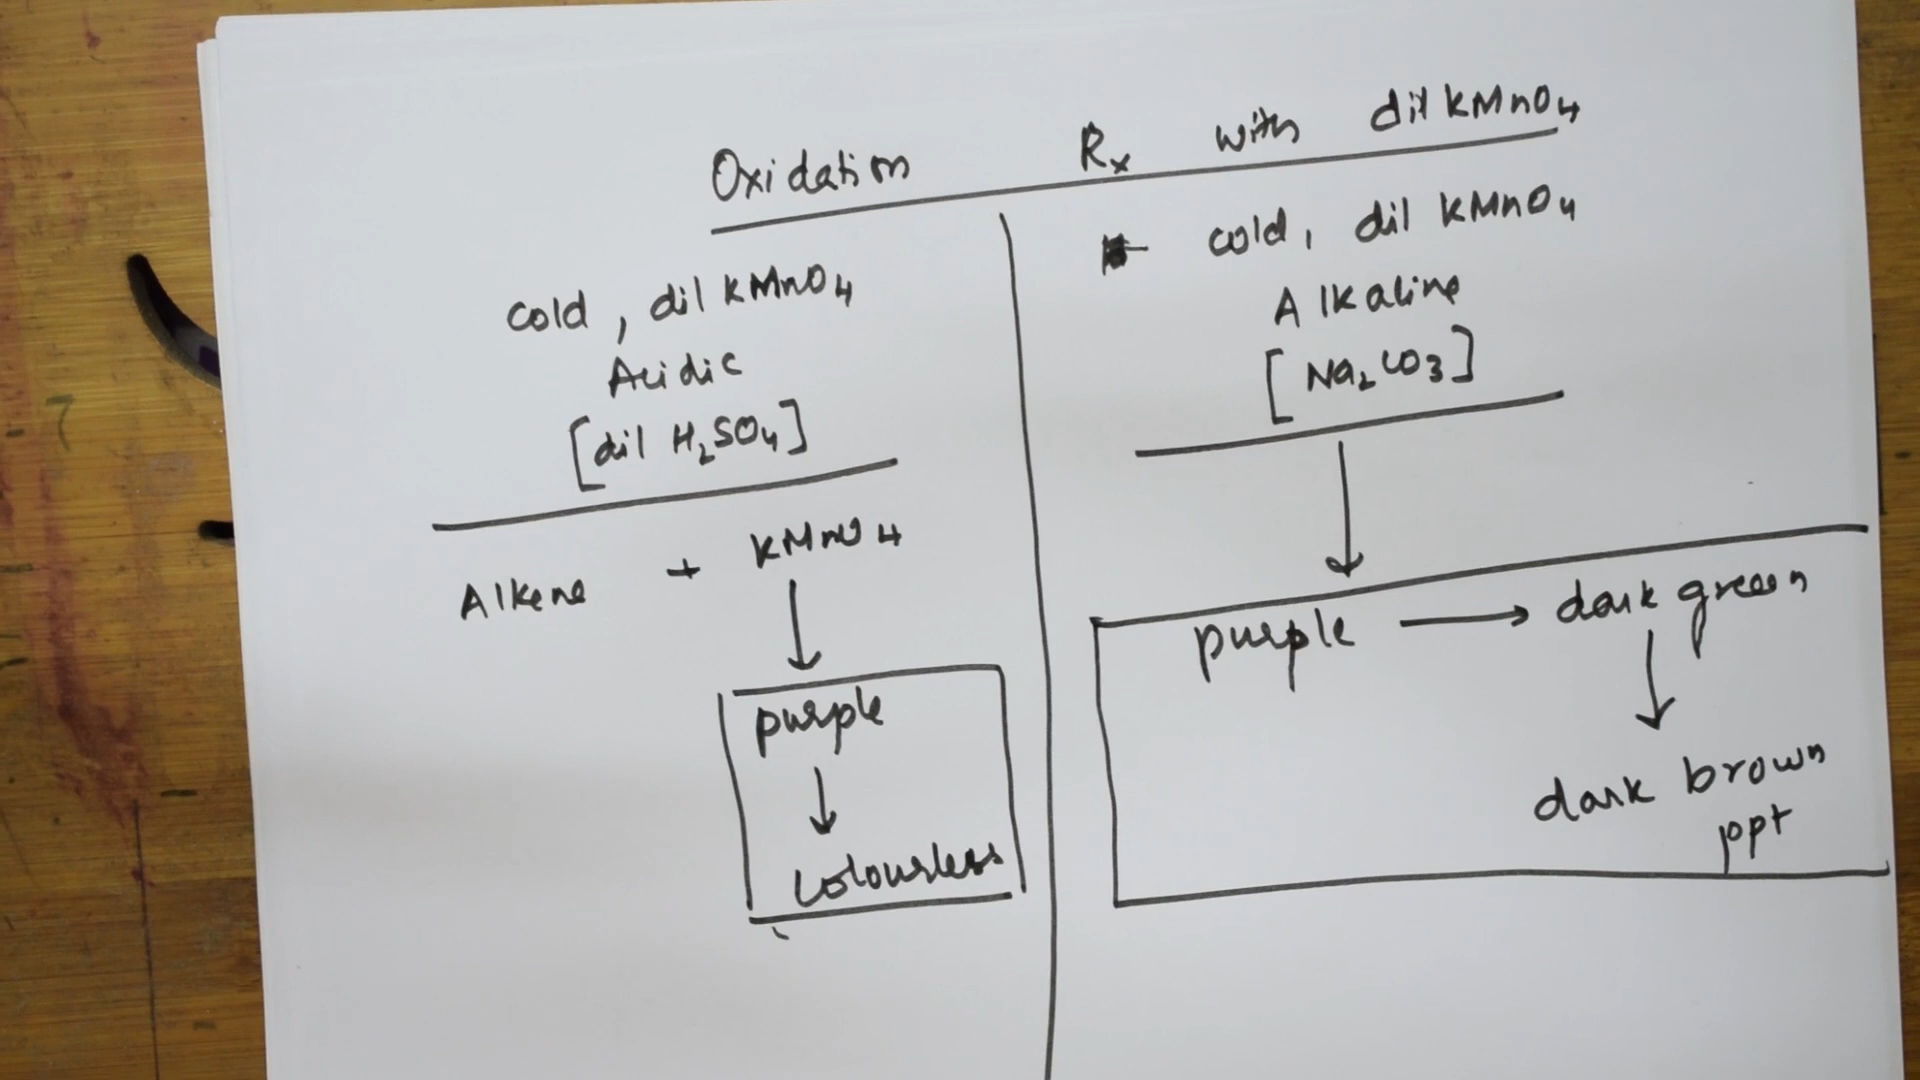 Oxidation Rx with dil KMnO4
cold, dil KMnO4
Acidic
[dil H2SO4]
Alkene + KMnO4
purple
colourless
cold, dil KMnO4
Alkaline
[Na2CO3]
purple → dark green
dark brown
ppt